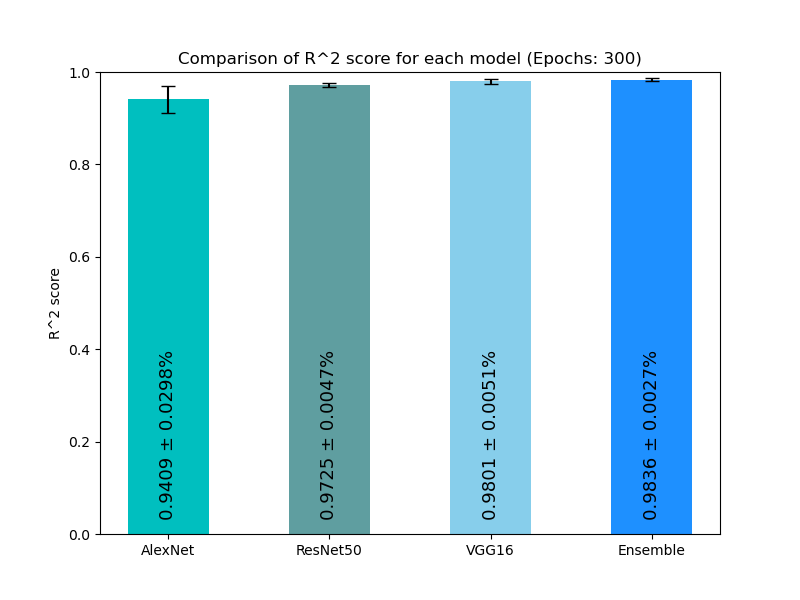 Comparison of R^2 score for each model (Epochs: 300)
R^2 score
1.0
0.8
0.6
0.4
0.2
0.0
0.9409 ± 0.0298%
0.9725 ± 0.0047%
0.9801 ± 0.0051%
0.9836 ± 0.0027%
AlexNet
ResNet50
VGG16
Ensemble